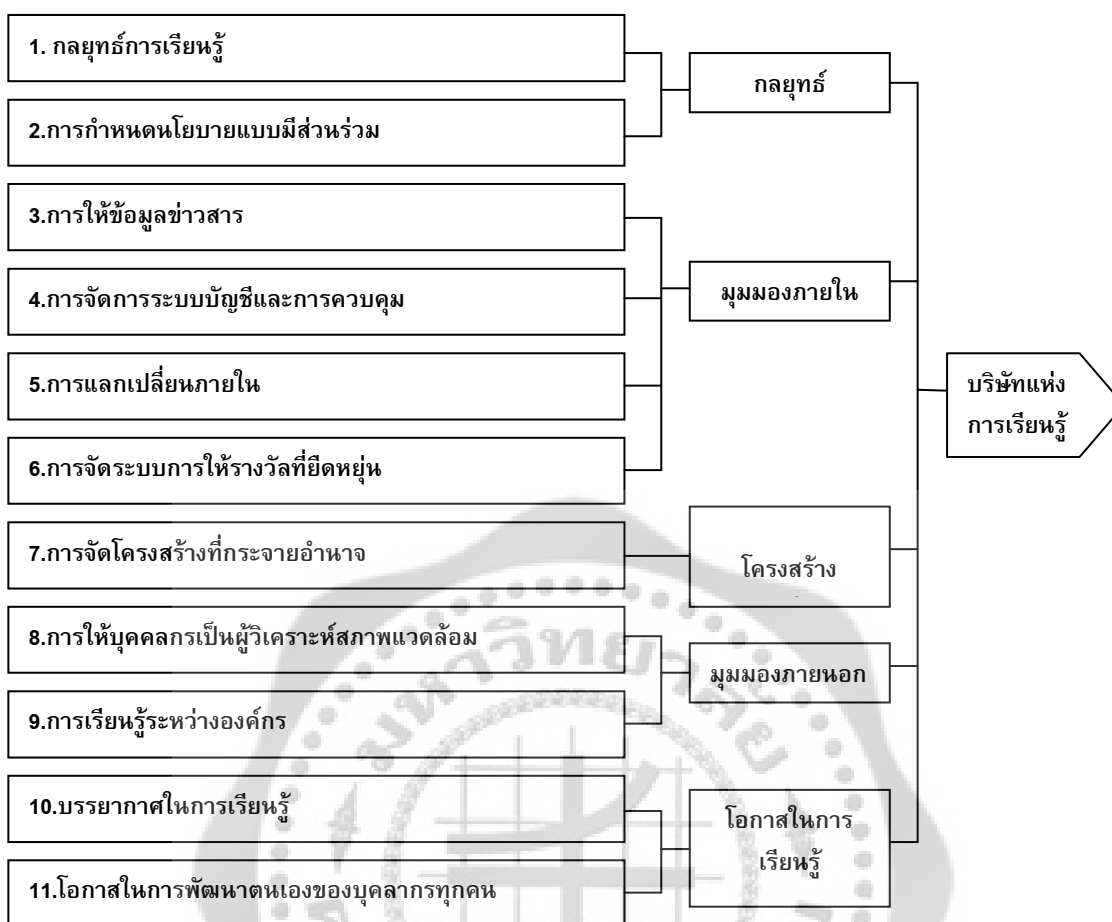 1. กลยุทธ์การเรียนรู้
2.การกำหนดนโยบายแบบมีส่วนร่วม
กลยุทธ์
3.การให้ข้อมูลข่าวสาร
4.การจัดการระบบบัญชีและการควบคุม
5.การแลกเปลี่ยนภายใน
6.การจัดระบบการให้รางวัลที่ยืดหยุ่น
มุมมองภายใน
7.การจัดโครงสร้างที่กระจายอำนาจ
โครงสร้าง
8.การให้บุคคลกรเป็นผู้วิเคราะห์สภาพแวดล้อม
9.การเรียนรู้ระหว่างองค์กร
มุมมองภายนอก
10.บรรยากาศในการเรียนรู้
11.โอกาสในการพัฒนาตนเองของบุคลากรทุกคน
โอกาสในการ
เรียนรู้
บริษัทแห่ง
การเรียนรู้
มหาวิทยาลัย